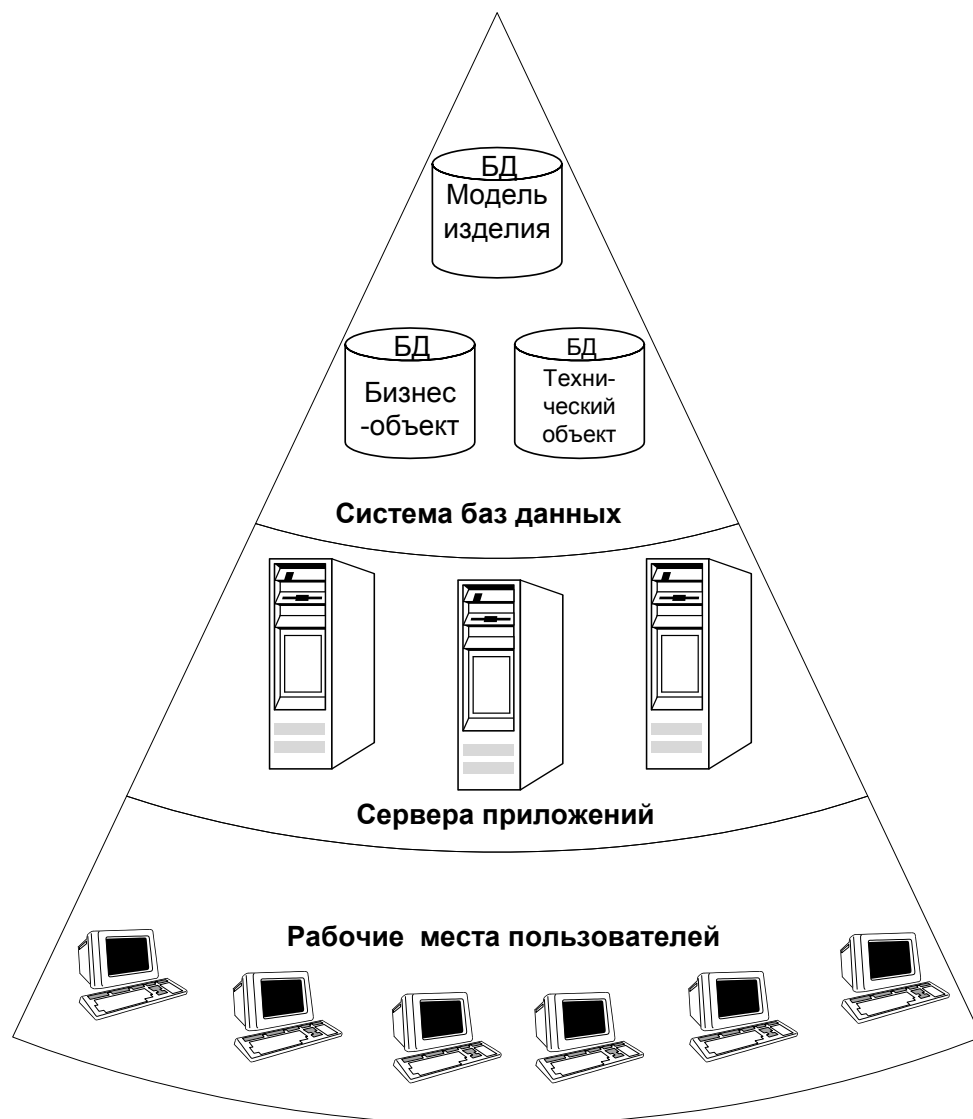 БД
Модель
изделия
БД
Бизнес
-объект
БД
Техни-
ческий
объект
Система баз данных
Сервера приложений
Рабочие места пользователей